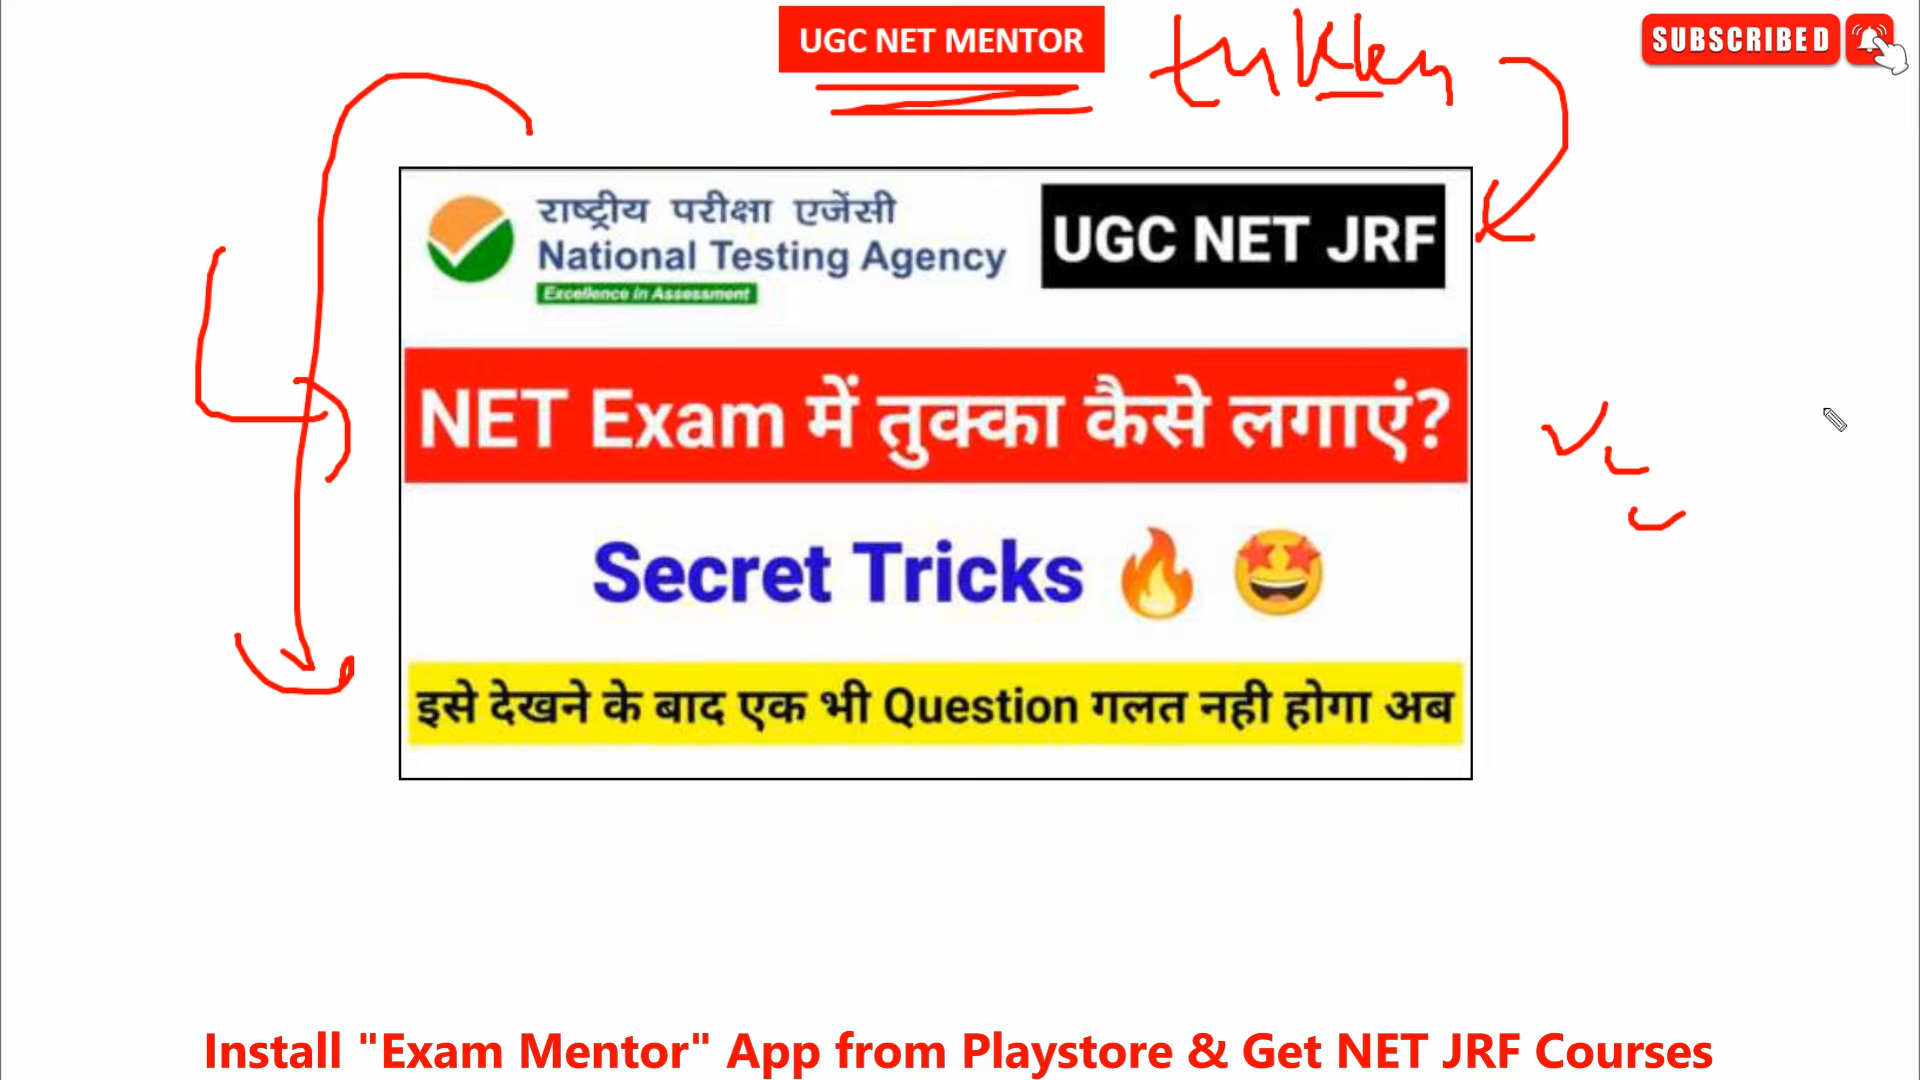 UGC NET MENTOR
SUBSCRIBED
राष्ट्रीय परीक्षा एजेंसी
National Testing Agency
Excellence in Assessment
UGC NET JRF
NET Exam में तुक्का कैसे लगाएं?
Secret Tricks
इसे देखने के बाद एक भी Question गलत नही होगा अब
Install "Exam Mentor" App from Playstore & Get NET JRF Courses